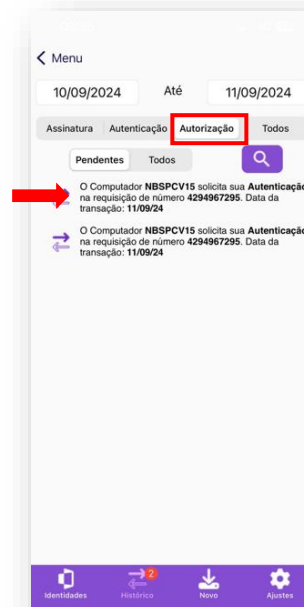 Menu
10/09/2024 Até 11/09/2024
Assinatura Autenticação Autorização Todos
Pendentes Todos
O Computador NBSPCV15 solicita sua Autenticação
na requisição de número 4294967295. Data da
transação: 11/09/24
O Computador NBSPCV15 solicita sua Autenticação
na requisição de número 4294967295. Data da
transação: 11/09/24
2
Identidades Histórico Novo Ajustes